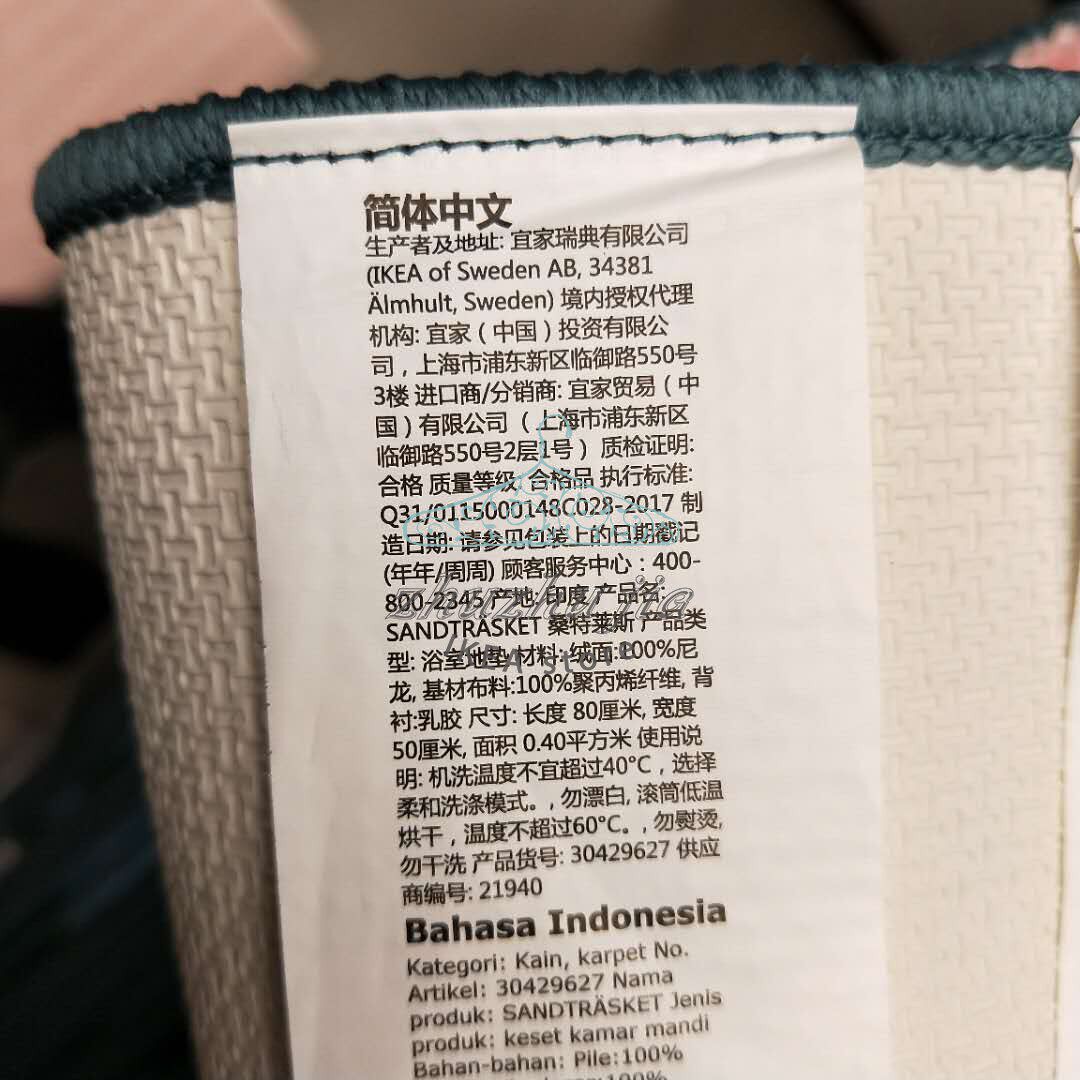 简体中文
生产者及地址: 宜家瑞典有限公司
(IKEA of Sweden AB, 34381
Älmhult, Sweden) 境内授权代理
机构: 宜家（中国）投资有限公
司，上海市浦东新区临御路550号
3楼 进口商/分销商: 宜家贸易（中
国）有限公司（上海市浦东新区
临御路550号2层1号） 质检证明:
合格 质量等级: 合格品 执行标准:
Q31/0115000148C028-2017 制
造日期: 请参见包装上的日期戳记
(年年/周周) 顾客服务中心：400-
800-2345 产地: 印度 产品名:
zhuzhu jia
SANDTRÄSKET 桑特莱斯 产品类
IKEA store
型: 浴室地垫 材料: 绒面:100%尼
龙, 基材布料:100%聚丙烯纤维, 背
衬:乳胶 尺寸: 长度 80厘米, 宽度
50厘米, 面积 0.40平方米 使用说
明: 机洗温度不宜超过40°C，选择
柔和洗涤模式。, 勿漂白, 滚筒低温
烘干，温度不超过60°C。, 勿熨烫,
勿干洗 产品货号: 30429627 供应
商编号: 21940
Bahasa Indonesia
Kategori: Kain, karpet No.
Artikel: 30429627 Nama
produk: SANDTRÄSKET Jenis
produk: keset kamar mandi
Bahan-bahan: Pile:100%